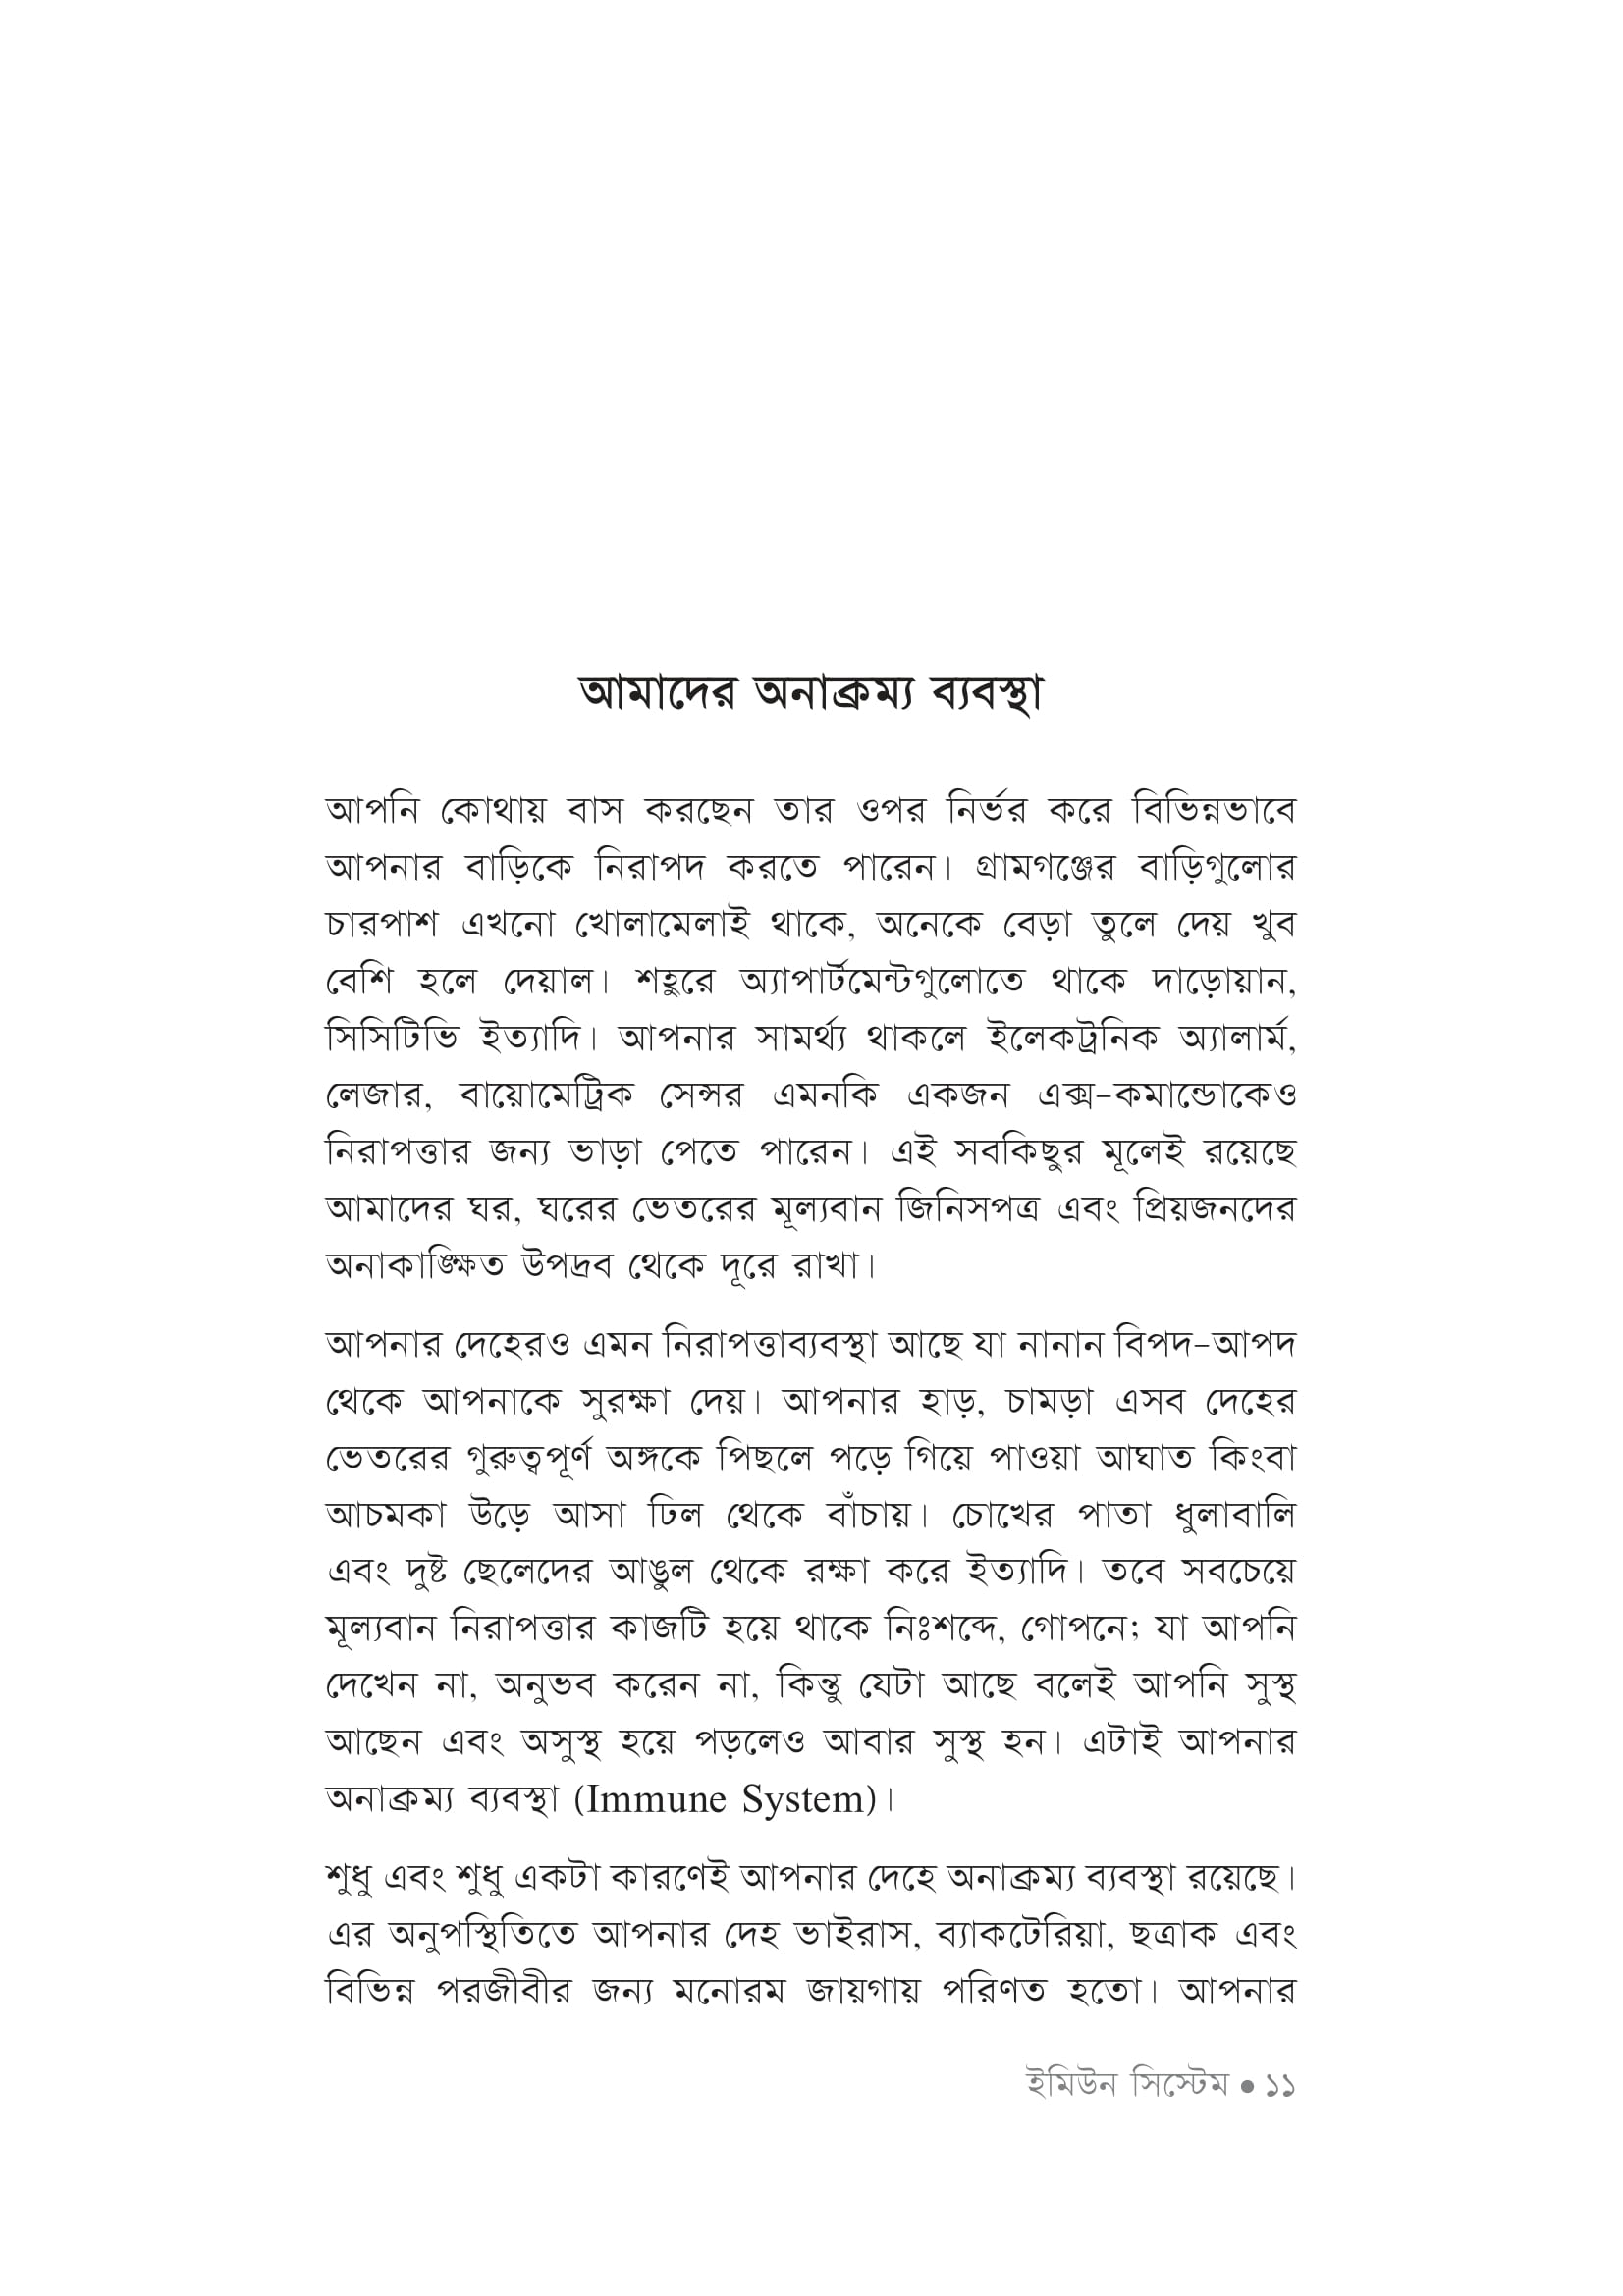 আমাদের অনাক্রম্য ব্যবস্থা
আপনি কোথায় বাস করছেন তার ওপর নির্ভর করে বিভিন্নভাবে
আপনার বাড়িকে নিরাপদ করতে পারেন। গ্রামগঞ্জের বাড়িগুলোর
চারপাশ এখনো খোলামেলাই থাকে, অনেকে বেড়া তুলে দেয় খুব
বেশি হলে দেয়াল। শহুরে অ্যাপার্টমেন্টগুলোতে থাকে দাড়োয়ান,
সিসিটিভি ইত্যাদি। আপনার সামর্থ্য থাকলে ইলেকট্রনিক অ্যালার্ম,
লেজার, বায়োমেট্রিক সেন্সর এমনকি একজন এক্স-কমান্ডোকেও
নিরাপত্তার জন্য ভাড়া পেতে পারেন। এই সবকিছুর মূলেই রয়েছে
আমাদের ঘর, ঘরের ভেতরের মূল্যবান জিনিসপত্র এবং প্রিয়জনদের
অনাকাঙ্ক্ষিত উপদ্রব থেকে দূরে রাখা।
আপনার দেহেরও এমন নিরাপত্তাব্যবস্থা আছে যা নানান বিপদ-আপদ
থেকে আপনাকে সুরক্ষা দেয়। আপনার হাড়, চামড়া এসব দেহের
ভেতরের গুরুত্বপূর্ণ অঙ্গকে পিছলে পড়ে গিয়ে পাওয়া আঘাত কিংবা
আচমকা উড়ে আসা ঢিল থেকে বাঁচায়। চোখের পাতা ধুলাবালি
এবং দুষ্ট ছেলেদের আঙুল থেকে রক্ষা করে ইত্যাদি। তবে সবচেয়ে
মূল্যবান নিরাপত্তার কাজটি হয়ে থাকে নিঃশব্দে, গোপনে; যা আপনি
দেখেন না, অনুভব করেন না, কিন্তু যেটা আছে বলেই আপনি সুস্থ
আছেন এবং অসুস্থ হয়ে পড়লেও আবার সুস্থ হন। এটাই আপনার
অনাক্রম্য ব্যবস্থা (Immune System)।
শুধু এবং শুধু একটা কারণেই আপনার দেহে অনাক্রম্য ব্যবস্থা রয়েছে।
এর অনুপস্থিতিতে আপনার দেহ ভাইরাস, ব্যাকটেরিয়া, ছত্রাক এবং
বিভিন্ন পরজীবীর জন্য মনোরম জায়গায় পরিণত হতো। আপনার
ইমিউন সিস্টেম ● ১১